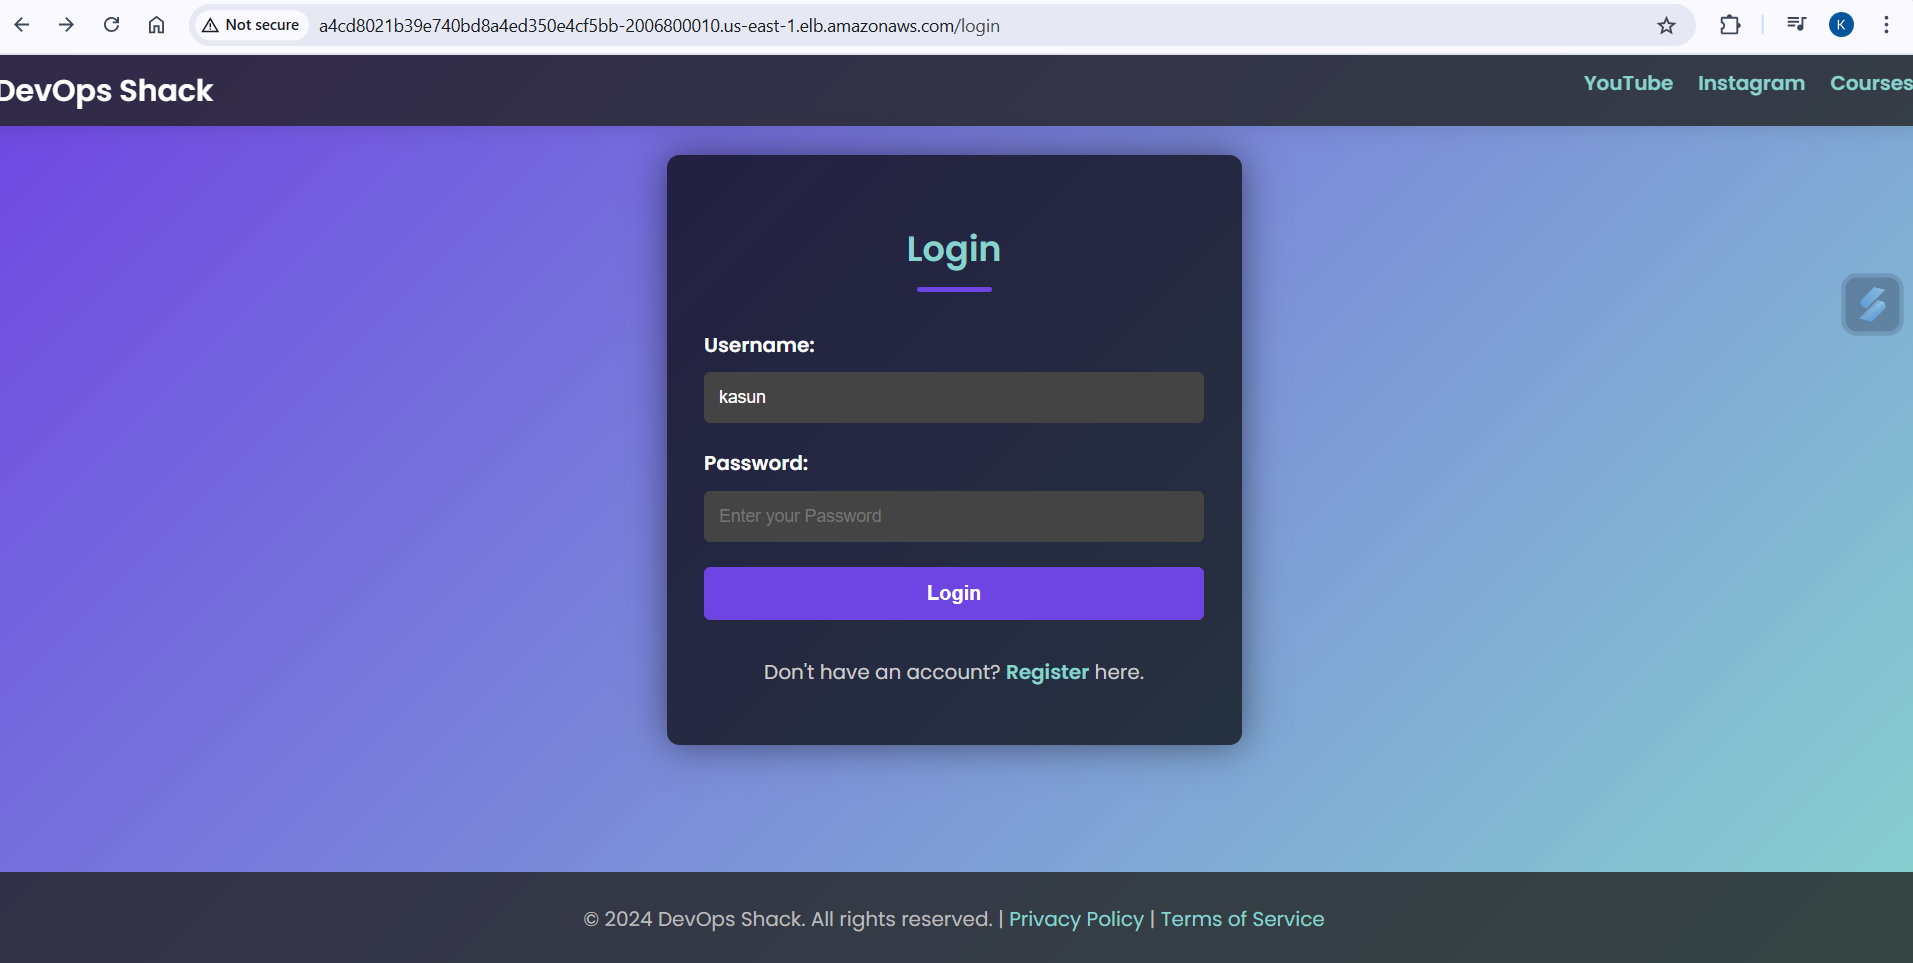 Not secure a4cd8021b39e740bd8a4ed350e4cf5bb-2006800010.us-east-1.elb.amazonaws.com/login K
DevOps Shack YouTube Instagram Courses
Login
Username:
kasun
Password:
Enter your Password
Login
Don't have an account? Register here.
© 2024 DevOps Shack. All rights reserved. | Privacy Policy | Terms of Service